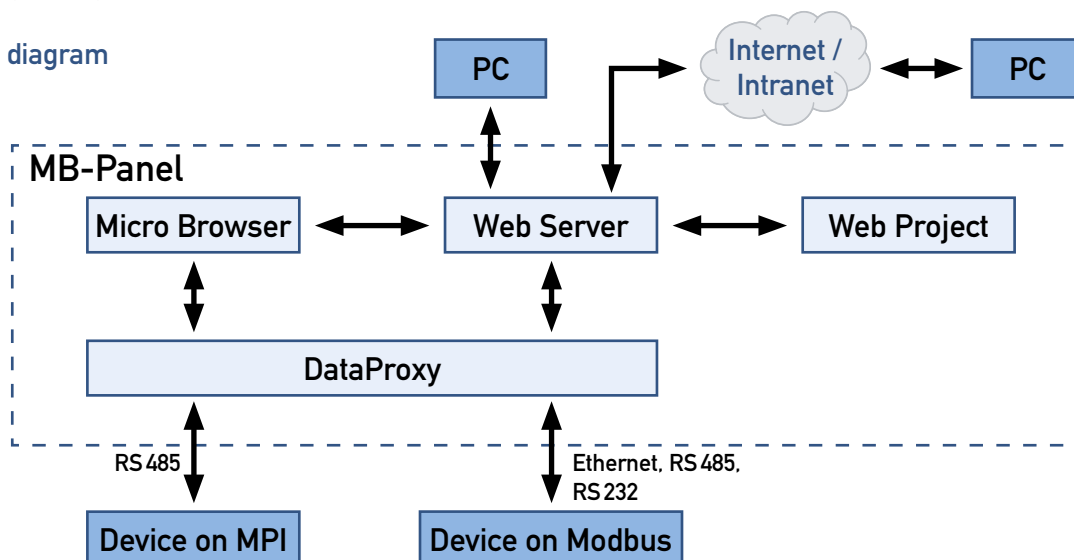 diagram
PC
Internet /
Intranet
PC
MB-Panel
Micro Browser
Web Server
Web Project
DataProxy
RS 485
Ethernet, RS 485,
RS 232
Device on MPI
Device on Modbus